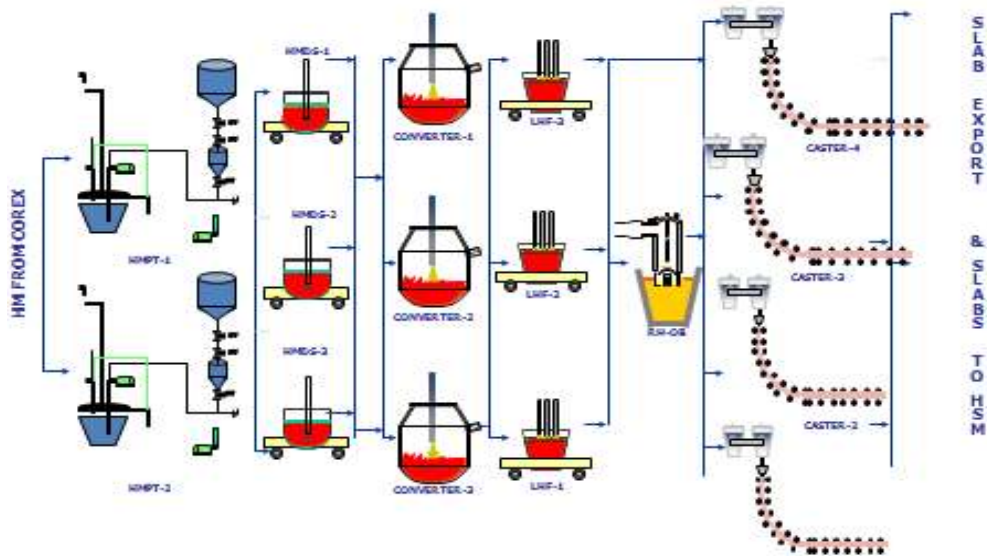 HM FROM COREX
HMPT-1
HMPT-2
HMDS-1
HMDS-2
HMDS-3
CONVERTER-1
CONVERTER-2
CONVERTER-3
LHF-3
LHF-2
LHF-1
RH-OB
CASTER-4
CASTER-3
CASTER-2
SLAB EXPORT & SLABS TO HSM